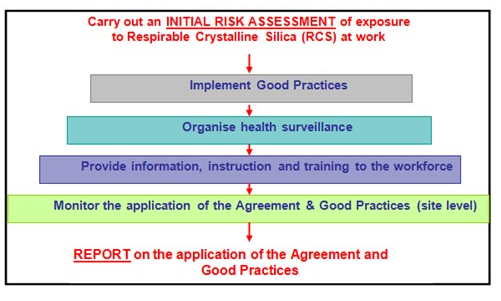 Carry out an INITIAL RISK ASSESSMENT of exposure
to Respirable Crystalline Silica (RCS) at work
Implement Good Practices
Organise health surveillance
Provide information, instruction and training to the workforce
Monitor the application of the Agreement & Good Practices (site level)
REPORT on the application of the Agreement and
Good Practices